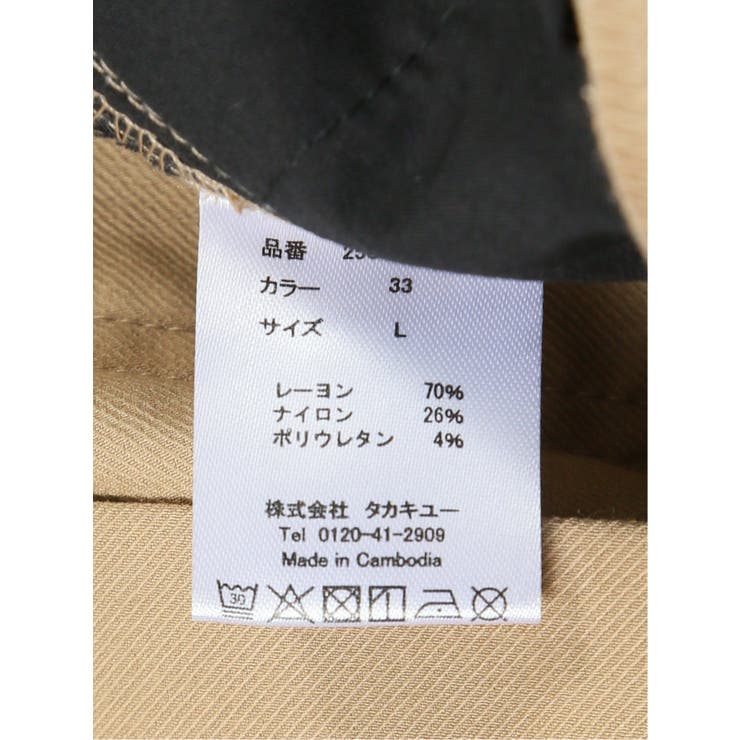 品番
カラー 33
サイズ L
レーヨン 70%
ナイロン 26%
ポリウレタン 4%
株式会社 タカキュー
Tel 0120-41-2909
Made in Cambodia
30